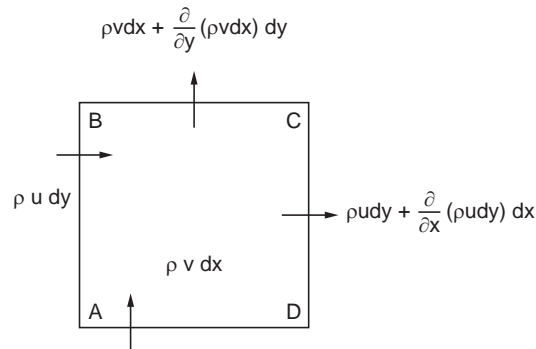 ρvdx + ∂/∂y (ρvdx) dy
B C
ρ u dy
ρudy + ∂/∂x (ρudy) dx
ρ v dx
A D